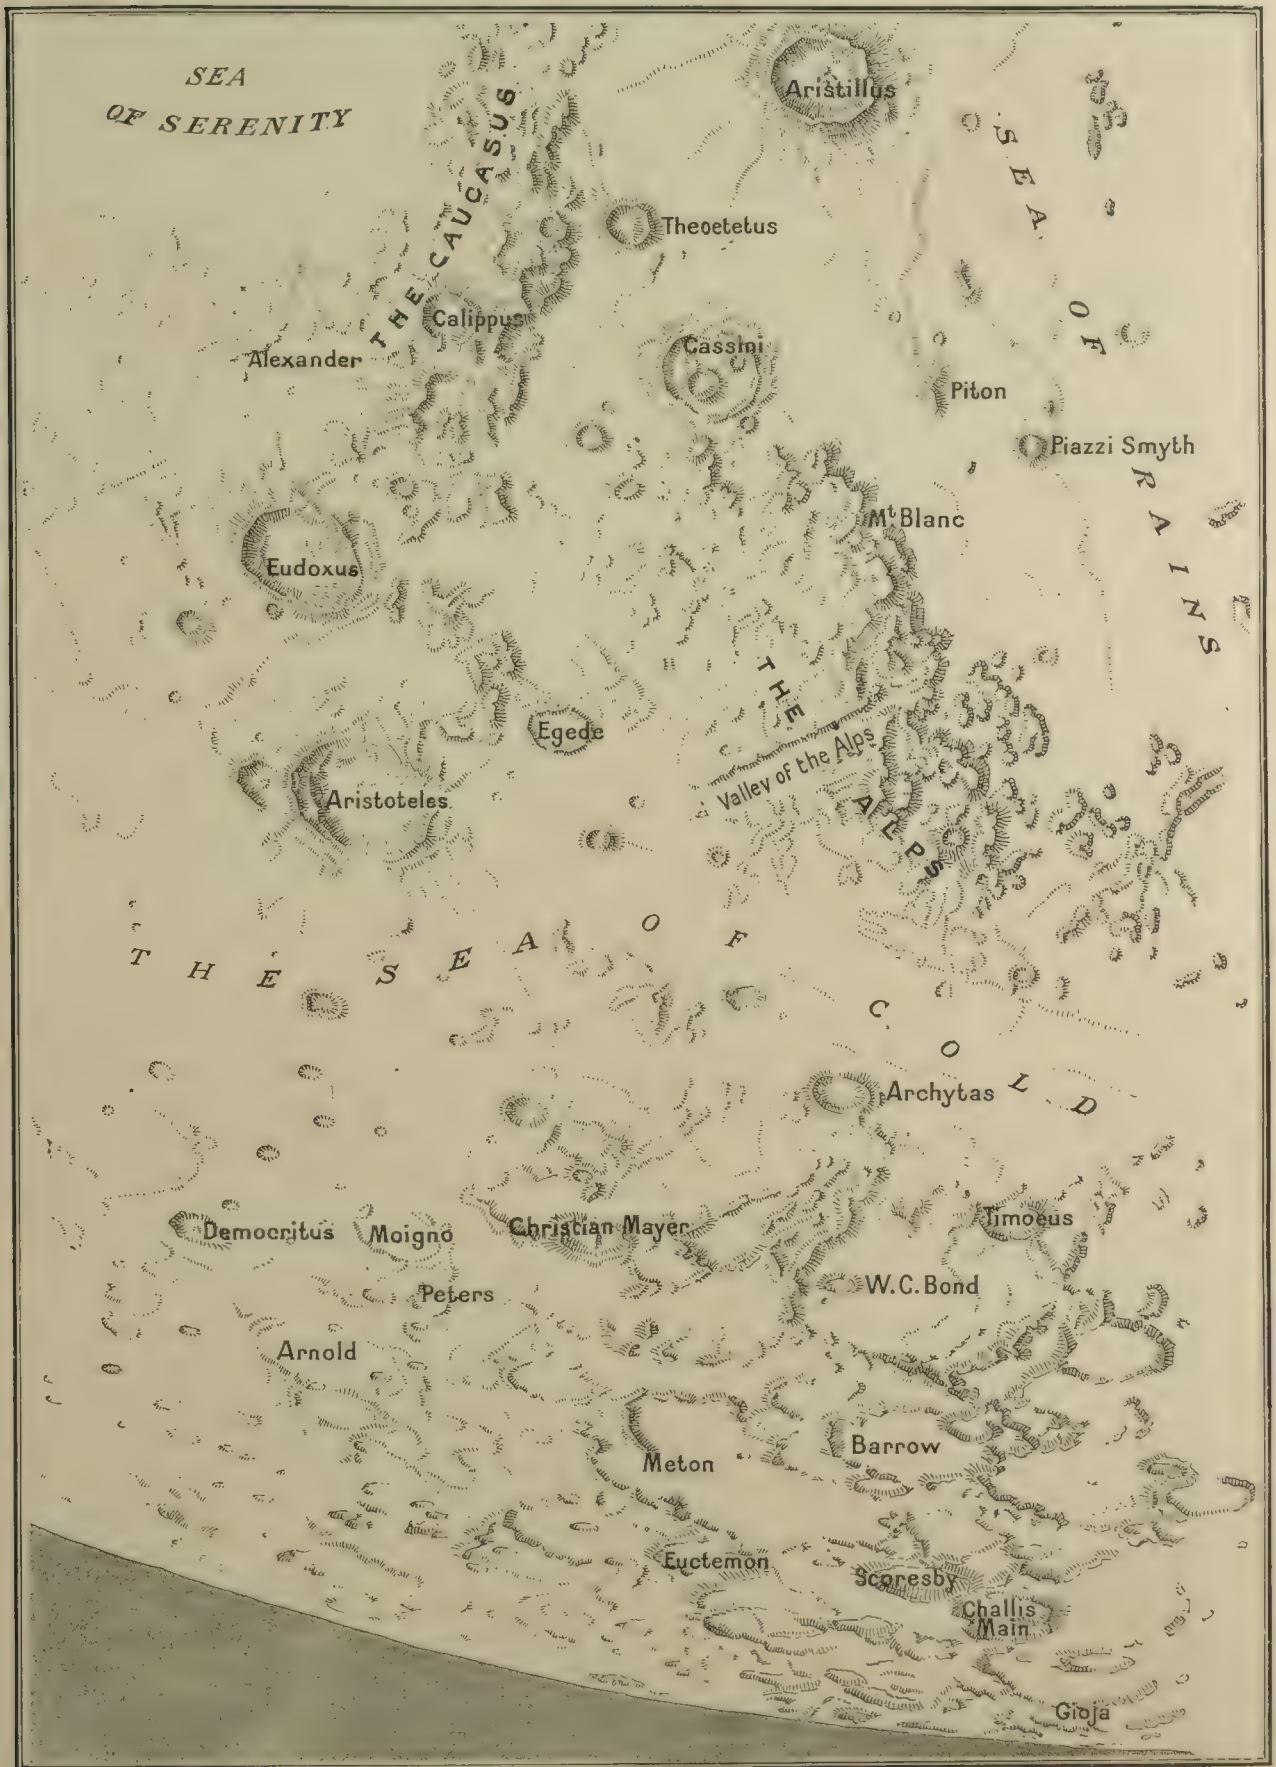 SEA
OF SERENITY
Aristillus
THE CAUCASUS
SEA OF RAINS
Theoetetus
Calippus
Alexander
Cassini
Piton
Piazzi Smyth
Mt Blanc
Eudoxus
THE ALPS
Egede
Valley of the Alps
Aristoteles.
THE SEA OF COLD
Archytas
Democritus
Moigno
Christian Mayer
Timoeus
Peters
W.C. Bond
Arnold
Barrow
Meton
Euctemon
Scoresby
Challis
Main
Gioja